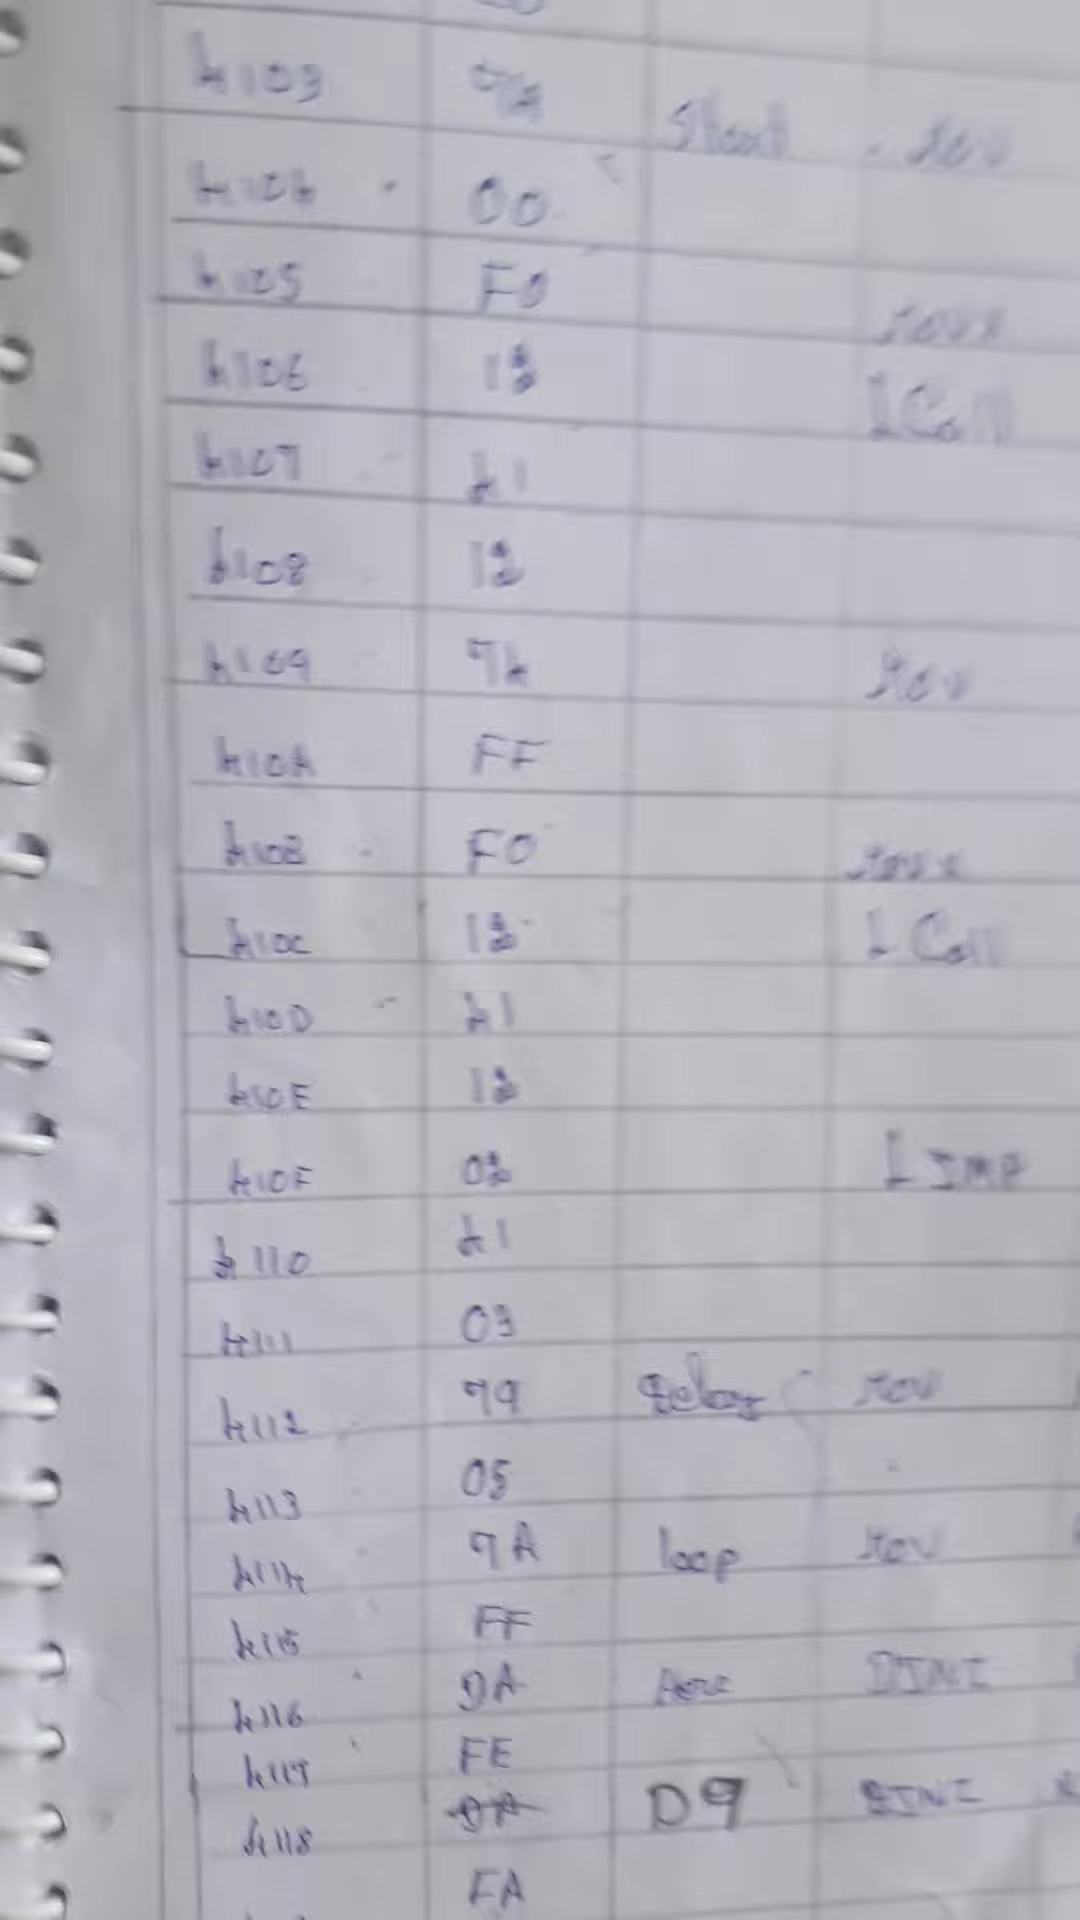 4103 74 Start MOV
4104 00
4105 F0 MOVX
4106 12 LCall
4107 41
4108 12
4109 74 MOV
410A FF
410B F0 MOVX
410C 12 LCall
410D 41
410E 12
410F 02 LJMP
4110 41
4111 03
4112 79 Delay MOV
4113 05
4114 7A loop MOV
4115 FF
4116 DA here DJNZ
4117 FE
4118 D9 DJNZ
FA